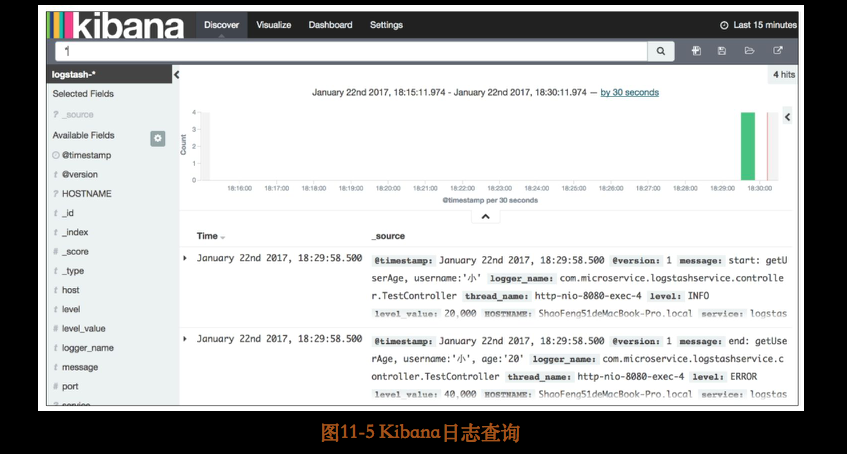 kibana Discover Visualize Dashboard Settings Last 15 minutes
*
logstash-* 4 hits
Selected Fields
? _source
Available Fields
@timestamp
t @version
? HOSTNAME
t _id
t _index
# _score
t _type
t host
t level
# level_value
t logger_name
t message
# port
January 22nd 2017, 18:15:11.974 - January 22nd 2017, 18:30:11.974 — by 30 seconds
Count
4
3
2
1
0
18:16:00 18:17:00 18:18:00 18:19:00 18:20:00 18:21:00 18:22:00 18:23:00 18:24:00 18:25:00 18:26:00 18:27:00 18:28:00 18:29:00 18:30:00
@timestamp per 30 seconds
Time _source
January 22nd 2017, 18:29:58.500 @timestamp: January 22nd 2017, 18:29:58.500 @version: 1 message: start: getU
serAge, username:'小' logger_name: com.microservice.logstashservice.controlle
r.TestController thread_name: http-nio-8080-exec-4 level: INFO
level_value: 20,000 HOSTNAME: ShaoFeng51deMacBook-Pro.local service: logstas
January 22nd 2017, 18:29:58.500 @timestamp: January 22nd 2017, 18:29:58.500 @version: 1 message: end: getUse
rAge, username:'小', age:'20' logger_name: com.microservice.logstashservice.c
ontroller.TestController thread_name: http-nio-8080-exec-4 level: ERROR
level_value: 40,000 HOSTNAME: ShaoFeng51deMacBook-Pro.local service: logstas
图11-5 Kibana日志查询